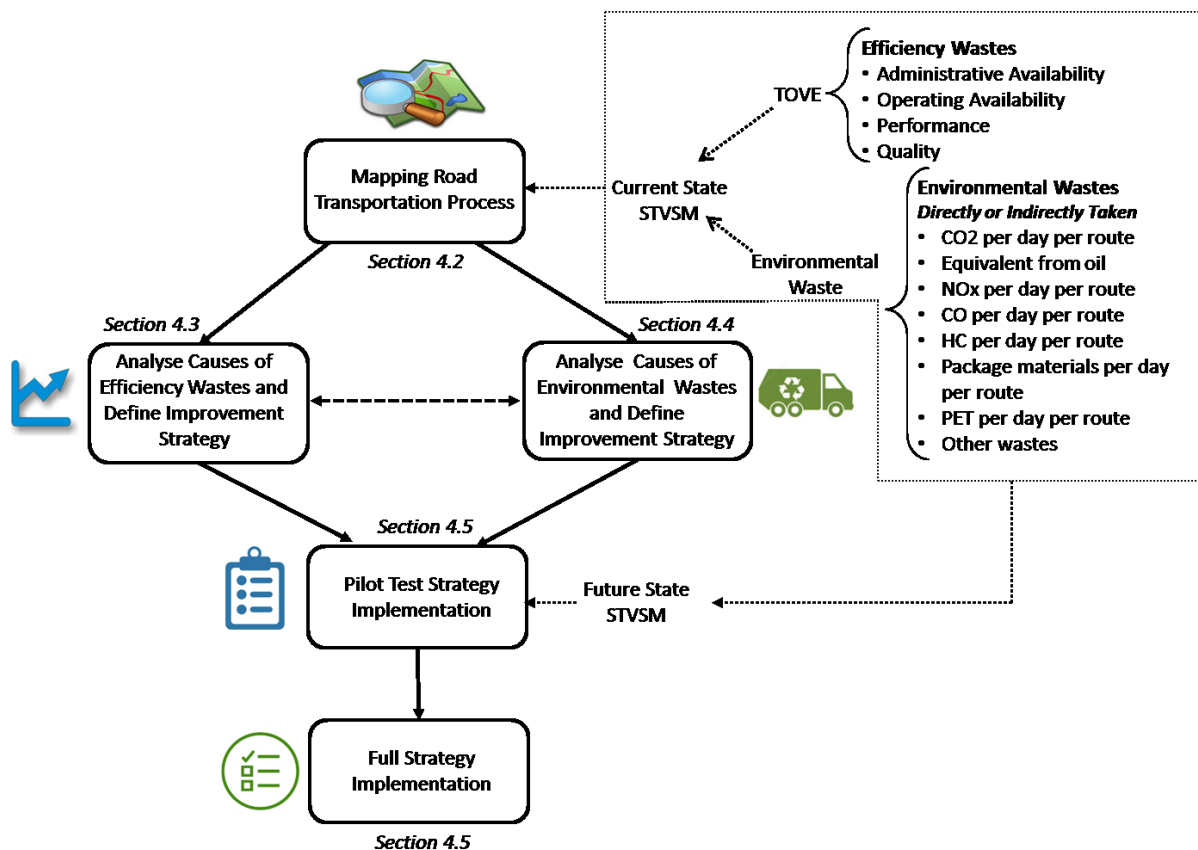 Efficiency Wastes
• Administrative Availability
TOVE
• Operating Availability
• Performance
• Quality
Mapping Road
Transportation Process
Current State
STVSM
Environmental Wastes
Directly or Indirectly Taken
• CO2 per day per route
• Equivalent from oil
• NOx per day per route
• CO per day per route
• HC per day per route
• Package materials per day
per route
• PET per day per route
• Other wastes
Environmental
Waste
Section 4.2
Section 4.3
Analyse Causes of
Efficiency Wastes and
Define Improvement
Strategy
Section 4.4
Analyse Causes of
Environmental Wastes
and Define
Improvement Strategy
Section 4.5
Pilot Test Strategy
Implementation
Future State
STVSM
Full Strategy
Implementation
Section 4.5